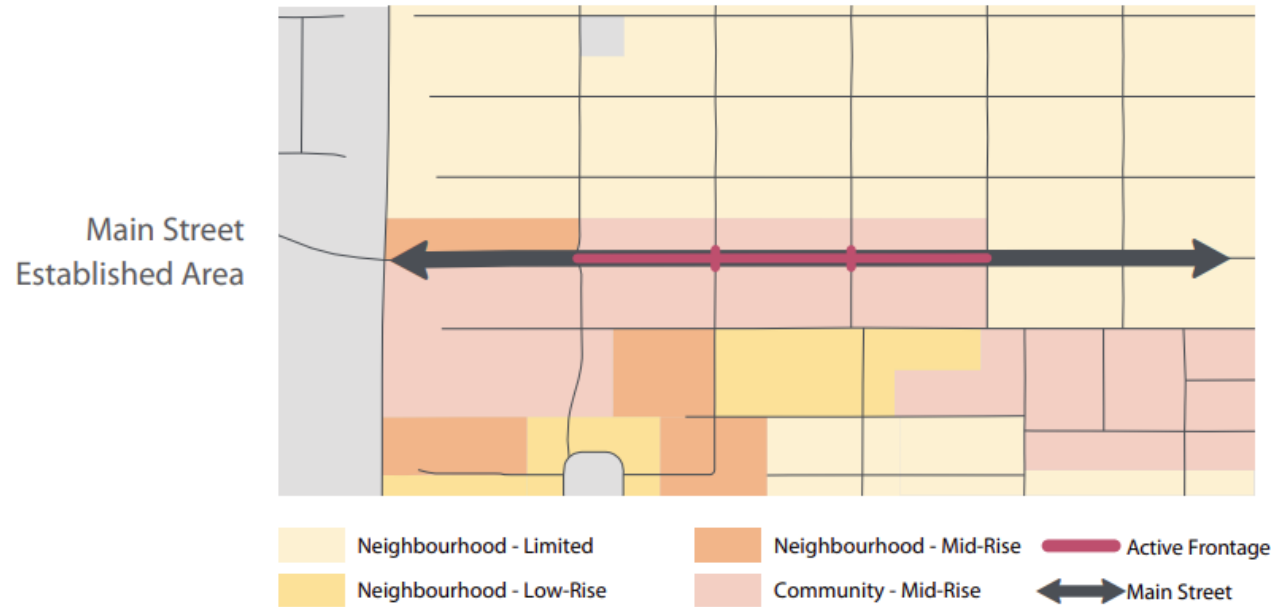 Main Street
Established Area
Neighbourhood - Limited
Neighbourhood - Mid-Rise
Active Frontage
Neighbourhood - Low-Rise
Community - Mid-Rise
Main Street